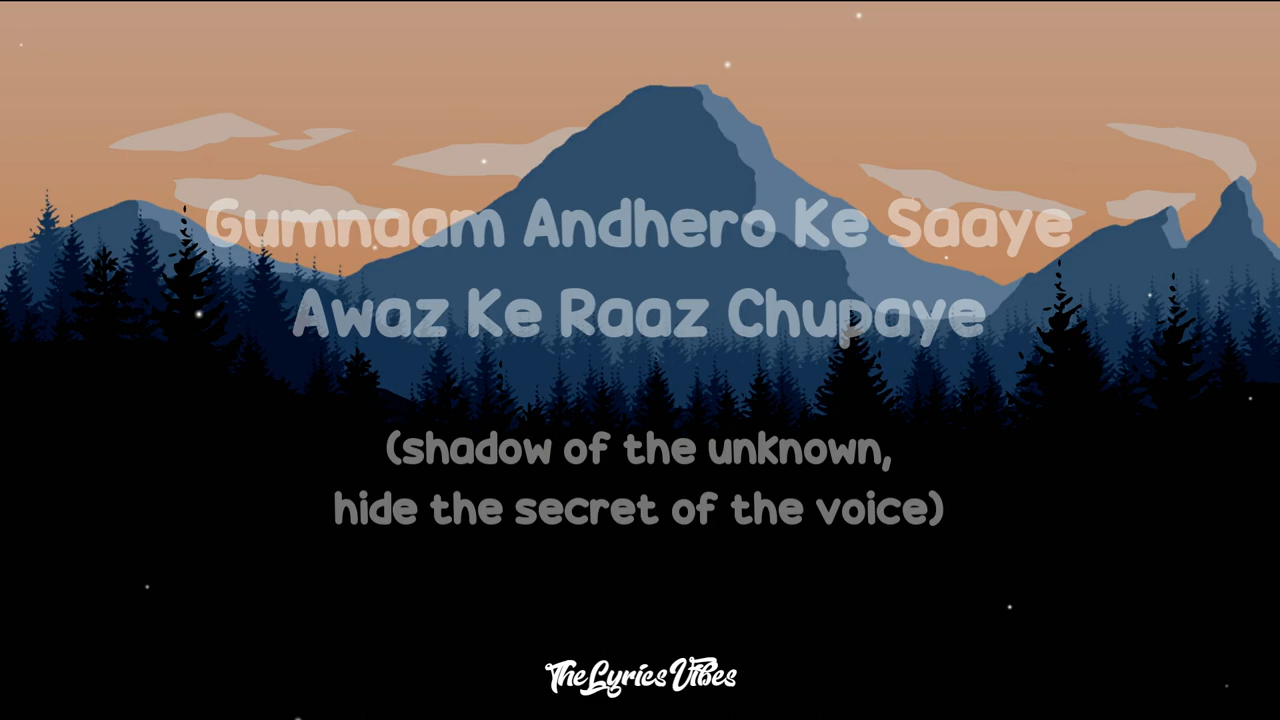 Gumnaam Andhero Ke Saaye
Awaz Ke Raaz Chupaye
(shadow of the unknown,
hide the secret of the voice)
TheLyricsVibes